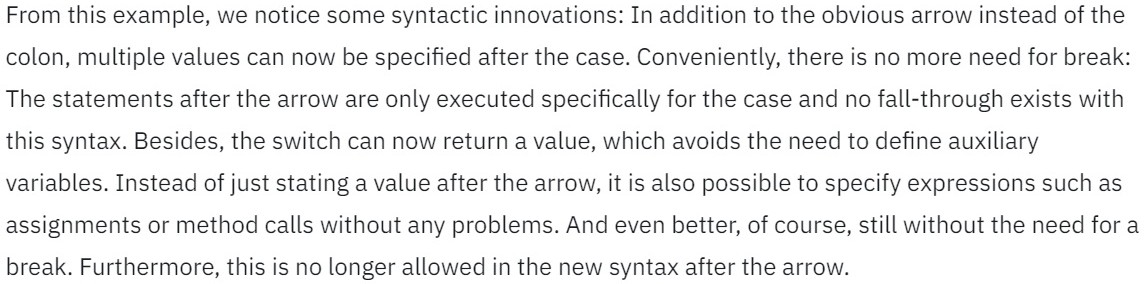 From this example, we notice some syntactic innovations: In addition to the obvious arrow instead of the
colon, multiple values can now be specified after the case. Conveniently, there is no more need for break:
The statements after the arrow are only executed specifically for the case and no fall-through exists with
this syntax. Besides, the switch can now return a value, which avoids the need to define auxiliary
variables. Instead of just stating a value after the arrow, it is also possible to specify expressions such as
assignments or method calls without any problems. And even better, of course, still without the need for a
break. Furthermore, this is no longer allowed in the new syntax after the arrow.